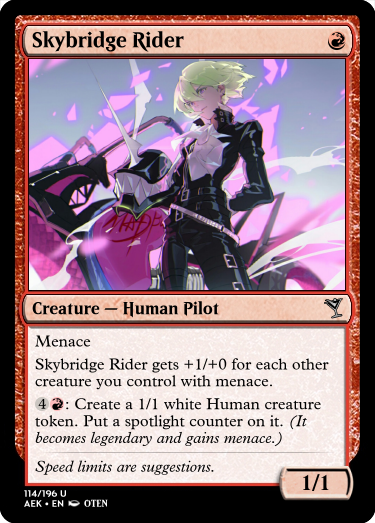 Skybridge Rider
Creature — Human Pilot
Menace
Skybridge Rider gets +1/+0 for each other
creature you control with menace.
4: Create a 1/1 white Human creature
token. Put a spotlight counter on it. (It
becomes legendary and gains menace.)
Speed limits are suggestions.
1/1
114/196 U
AEK • EN OTEN